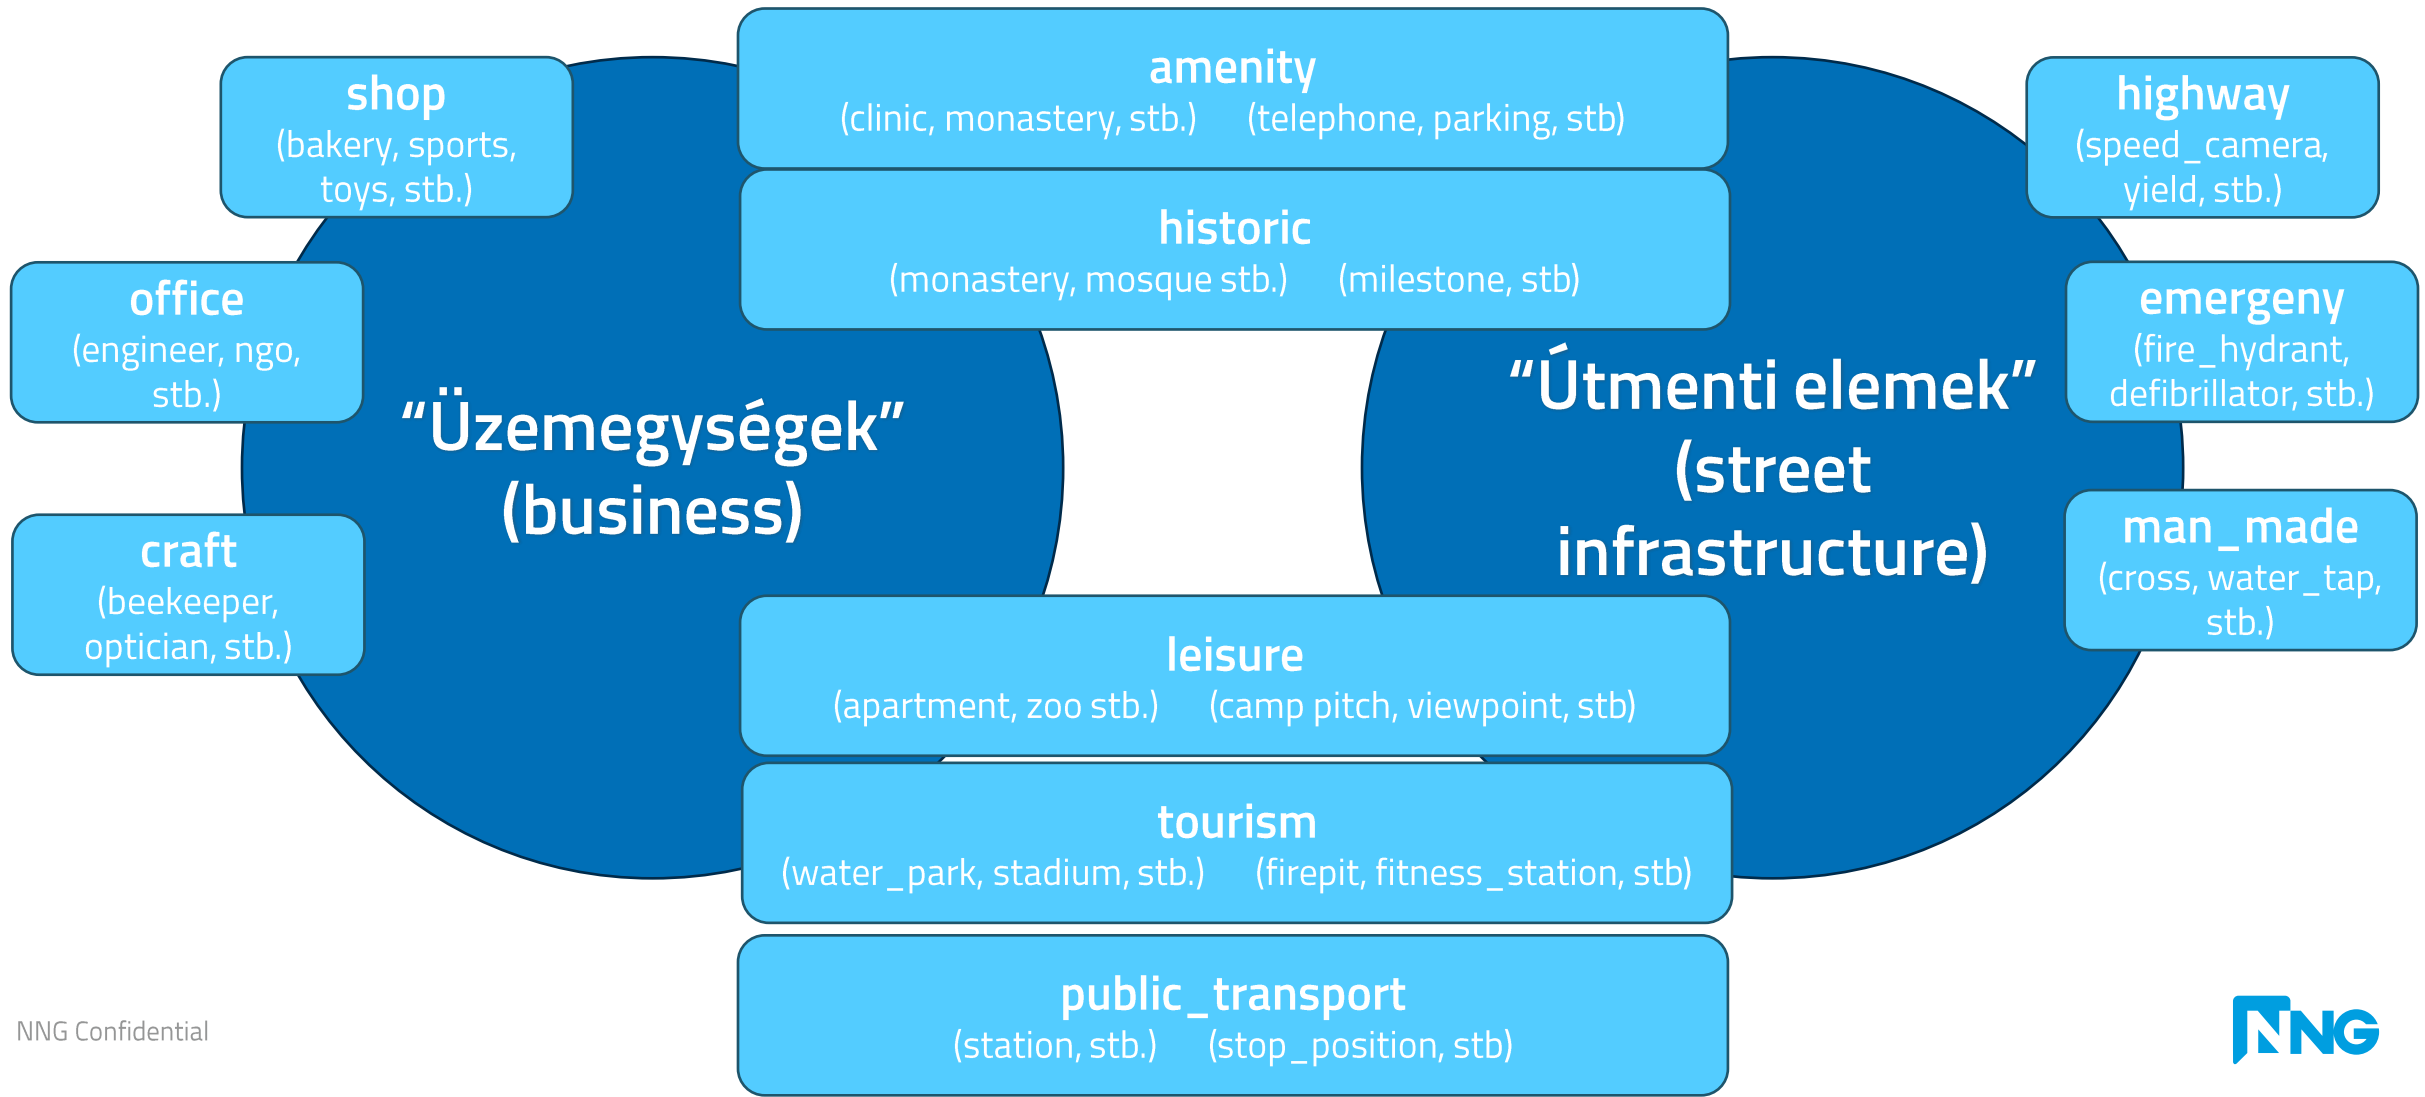 shop
(bakery, sports,
toys, stb.)
office
(engineer, ngo,
stb.)
craft
(beekeeper,
optician, stb.)
“Üzemegységek”
(business)
amenity
(clinic, monastery, stb.) (telephone, parking, stb)
historic
(monastery, mosque stb.) (milestone, stb)
leisure
(apartment, zoo stb.) (camp pitch, viewpoint, stb)
tourism
(water_park, stadium, stb.) (firepit, fitness_station, stb)
public_transport
(station, stb.) (stop_position, stb)
“Útmenti elemek”
(street
infrastructure)
highway
(speed_camera,
yield, stb.)
emergeny
(fire_hydrant,
defibrillator, stb.)
man_made
(cross, water_tap,
stb.)
NNG Confidential
NNG